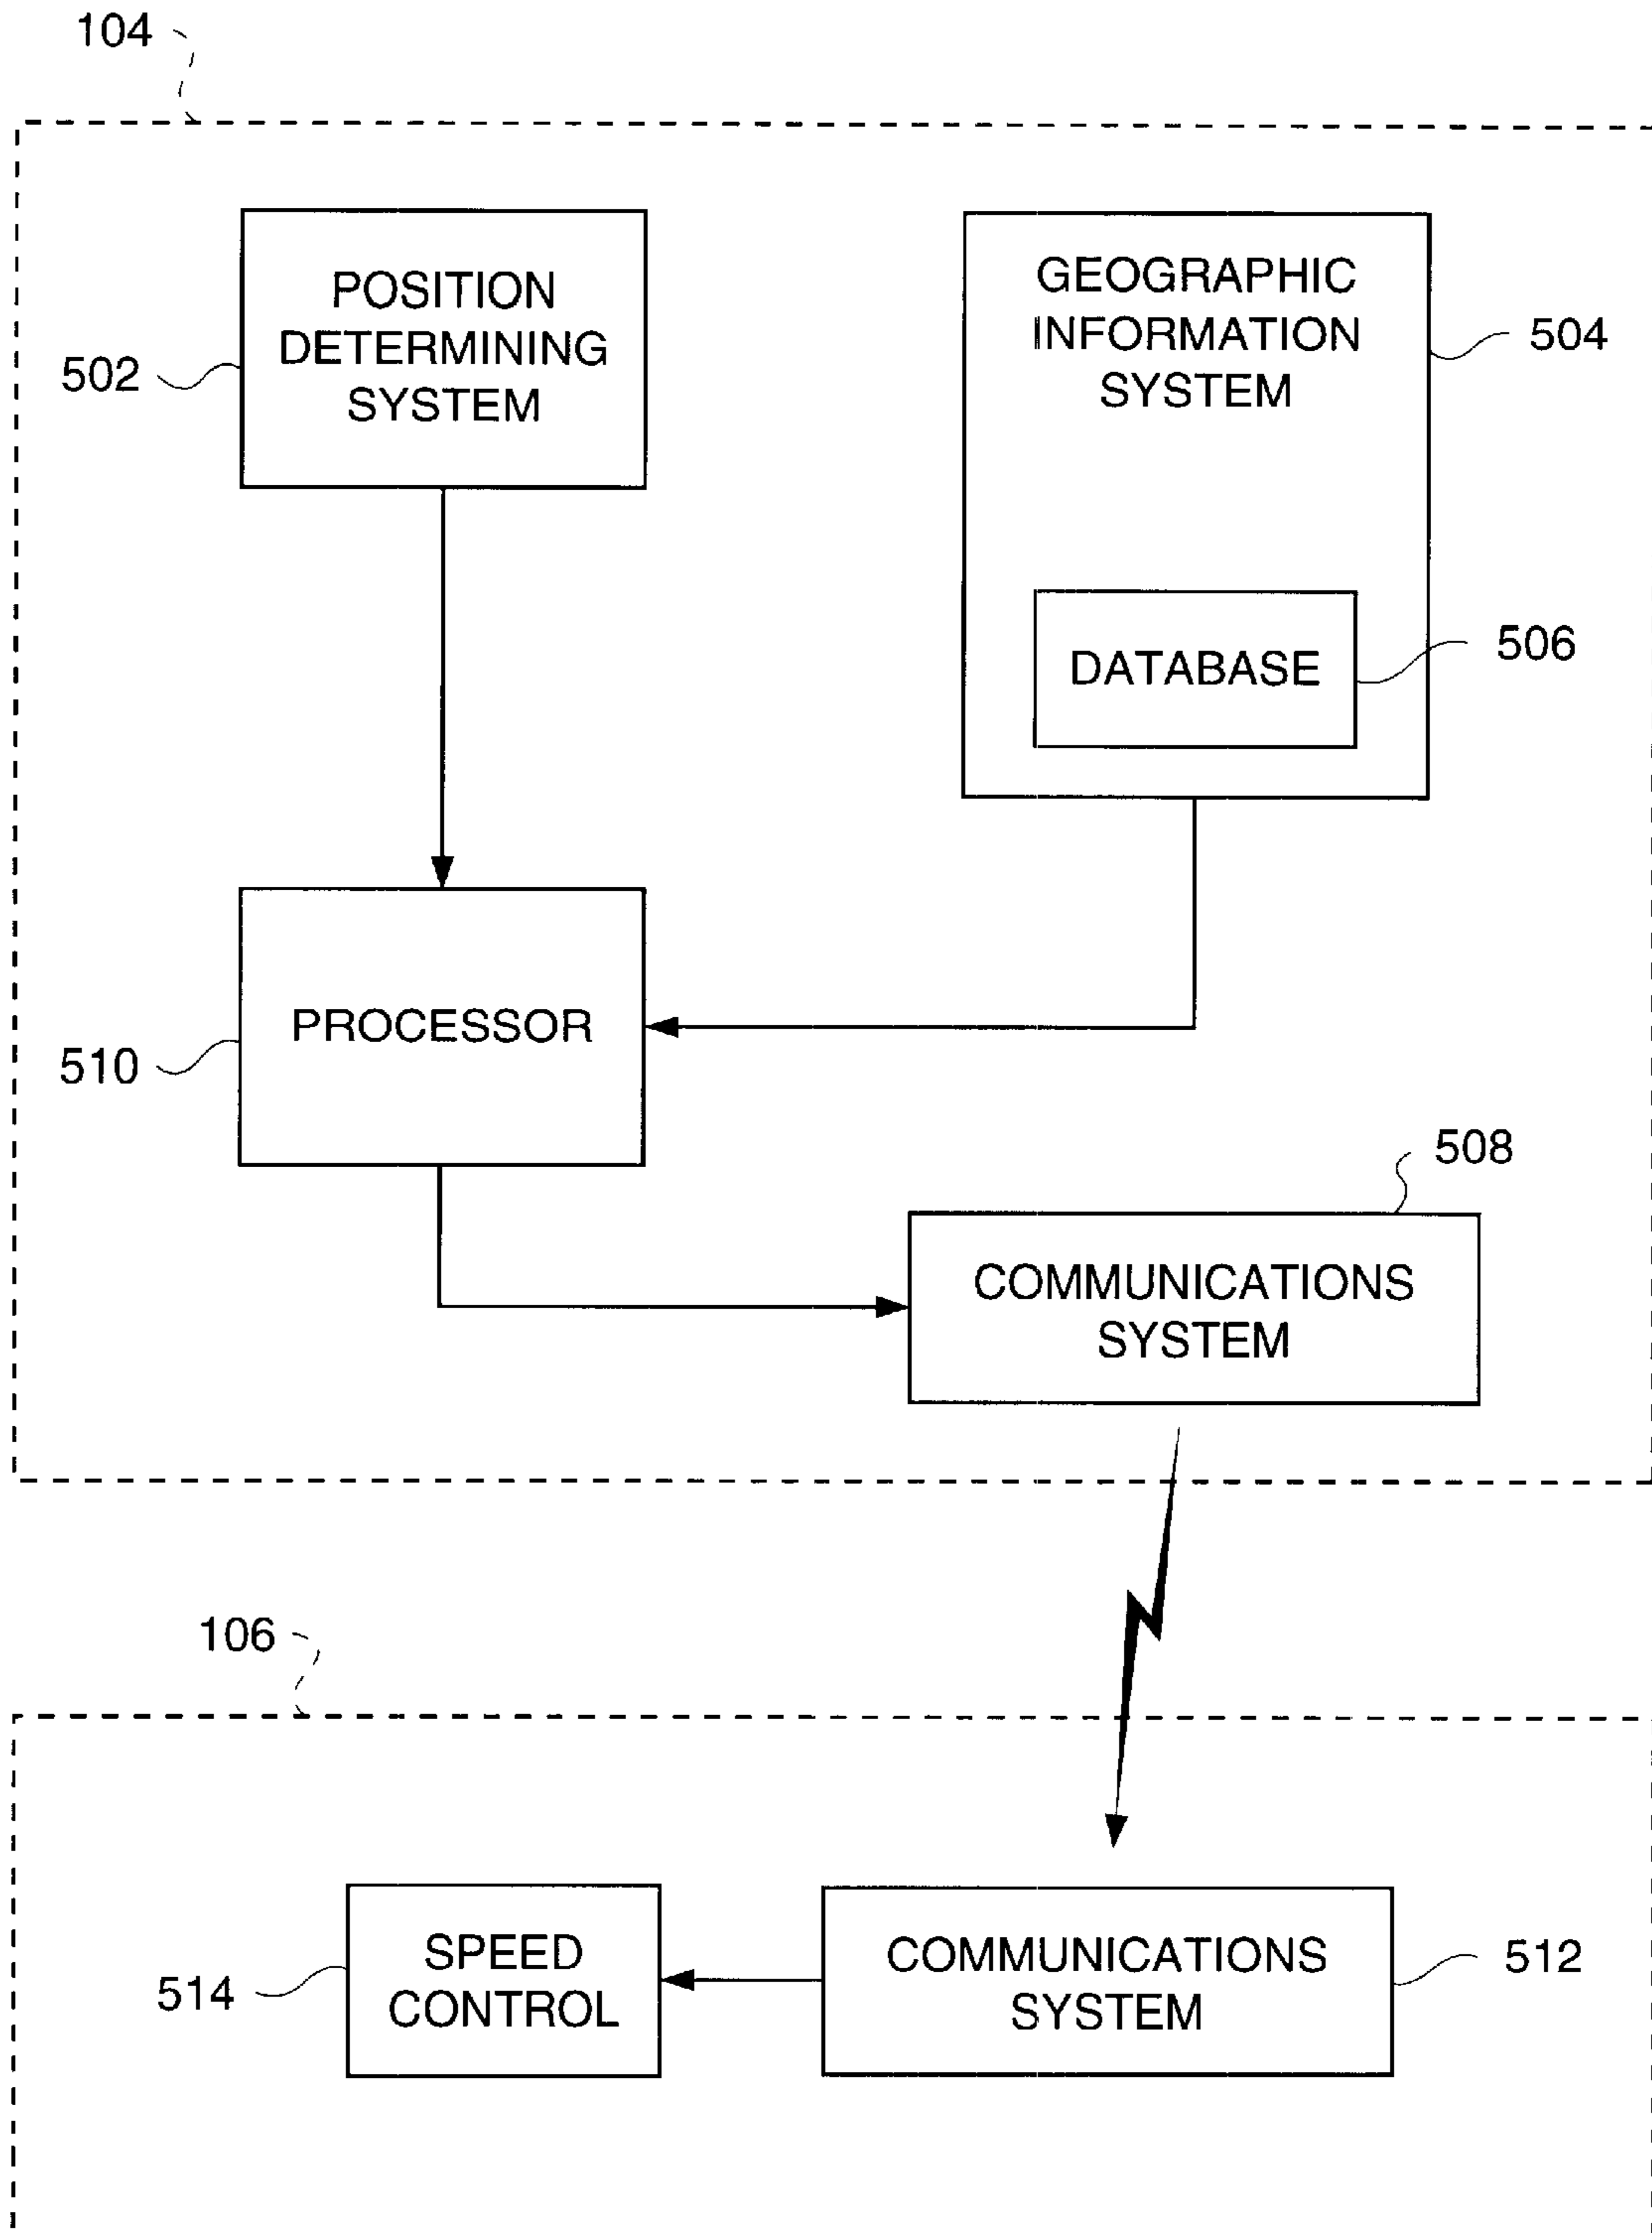 104
POSITION
DETERMINING
SYSTEM
502
GEOGRAPHIC
INFORMATION
SYSTEM
504
DATABASE
506
PROCESSOR
510
508
COMMUNICATIONS
SYSTEM
106
SPEED
CONTROL
514
COMMUNICATIONS
SYSTEM
512